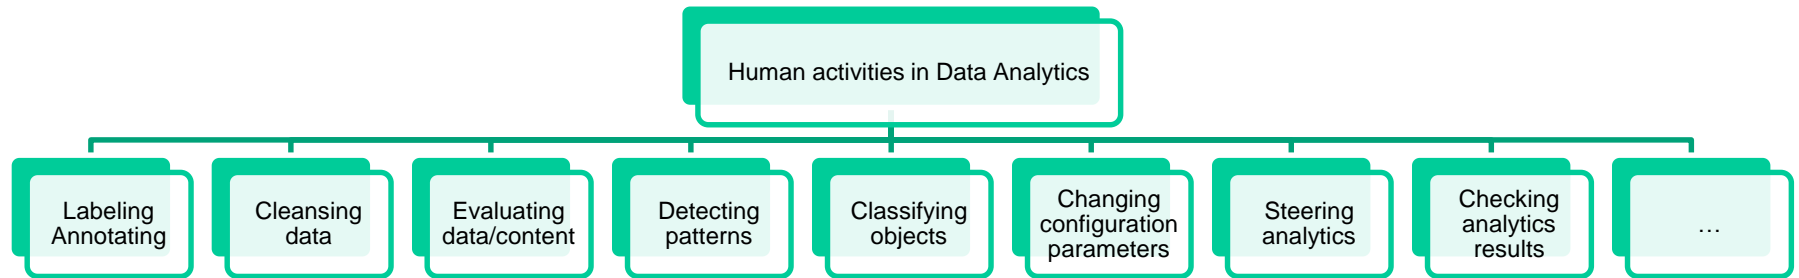 Human activities in Data Analytics
Labeling
Annotating
Cleansing
data
Evaluating
data/content
Detecting
patterns
Classifying
objects
Changing
configuration
parameters
Steering
analytics
Checking
analytics
results
…